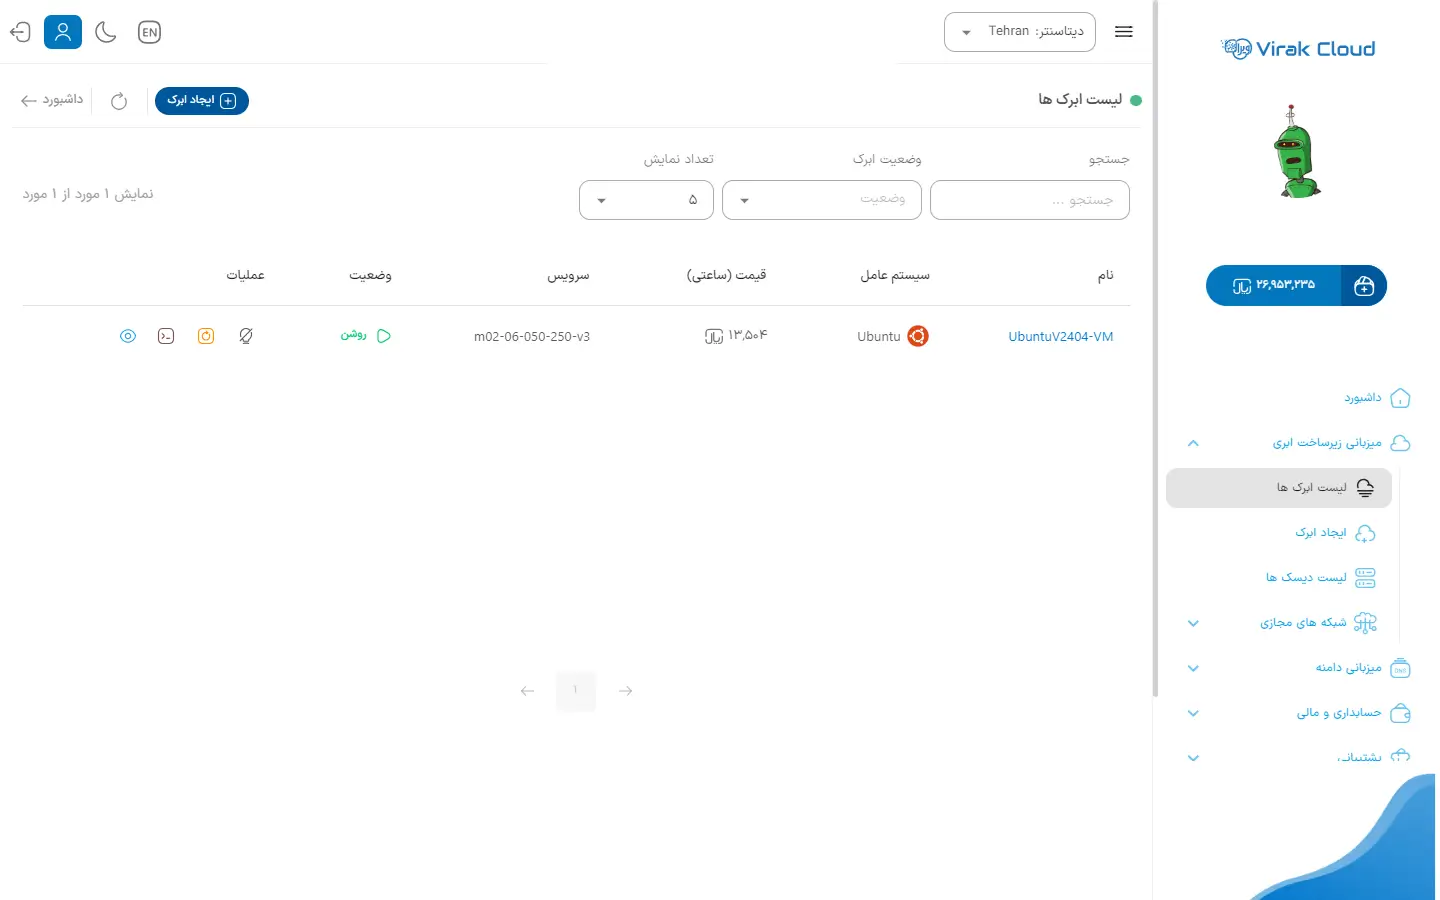 Virak Cloud
دیتاسنتر: Tehran
EN
لیست ابرک ها
ایجاد ابرک
داشبورد
جستجو
وضعیت ابرک
تعداد نمایش
جستجو ...
وضعیت
۵
نمایش ۱ مورد از ۱ مورد
نام
سیستم عامل
قیمت (ساعتی)
سرویس
وضعیت
عملیات
UbuntuV2404-VM
Ubuntu
۱۳,۵۰۴ ریال
m02-06-050-250-v3
روشن
۱
۲۶,۹۵۳,۲۳۵ ریال
داشبورد
میزبانی زیرساخت ابری
لیست ابرک ها
ایجاد ابرک
لیست دیسک ها
شبکه های مجازی
میزبانی دامنه
حسابداری و مالی
پشتیبانی